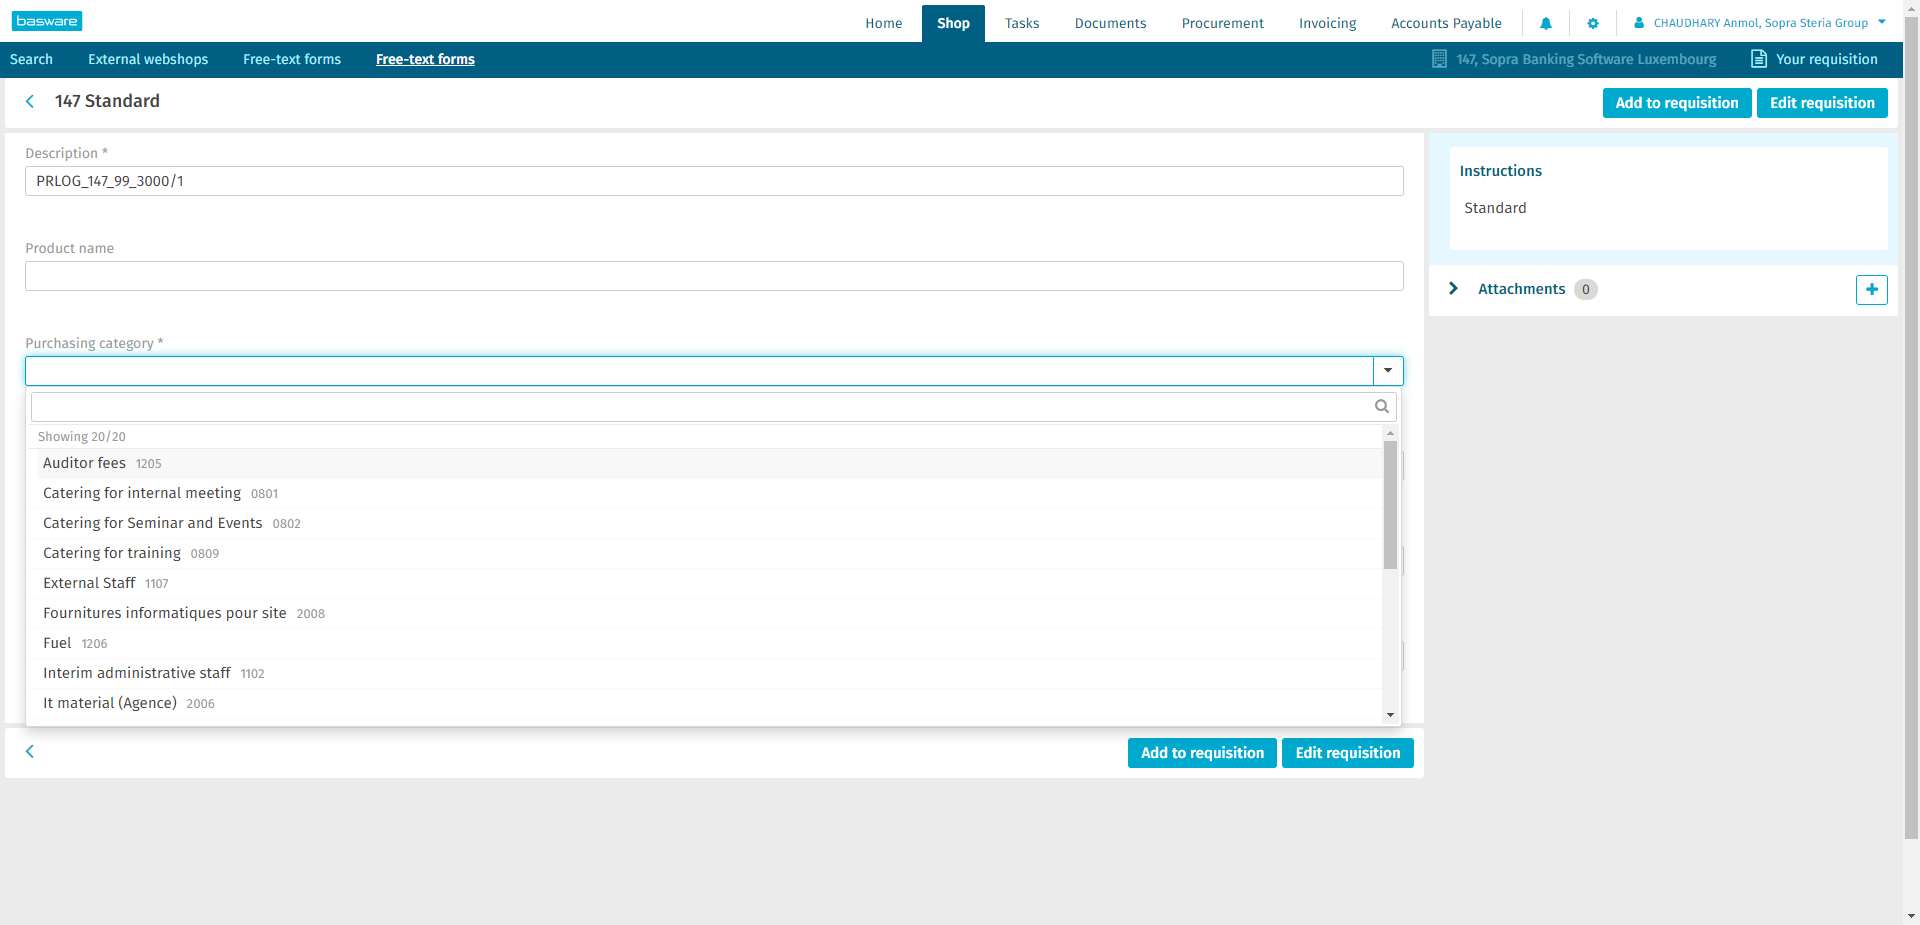 basware
Home Shop Tasks Documents Procurement Invoicing Accounts Payable CHAUDHARY Anmol, Sopra Steria Group
Search External webshops Free-text forms Free-text forms 147, Sopra Banking Software Luxembourg Your requisition
147 Standard Add to requisition Edit requisition
Description *
PRLOG_147_99_3000/1
Instructions
Standard
Product name
Attachments 0
Purchasing category *
Showing 20/20
Auditor fees 1205
Catering for internal meeting 0801
Catering for Seminar and Events 0802
Catering for training 0809
External Staff 1107
Fournitures informatiques pour site 2008
Fuel 1206
Interim administrative staff 1102
It material (Agence) 2006
Add to requisition Edit requisition